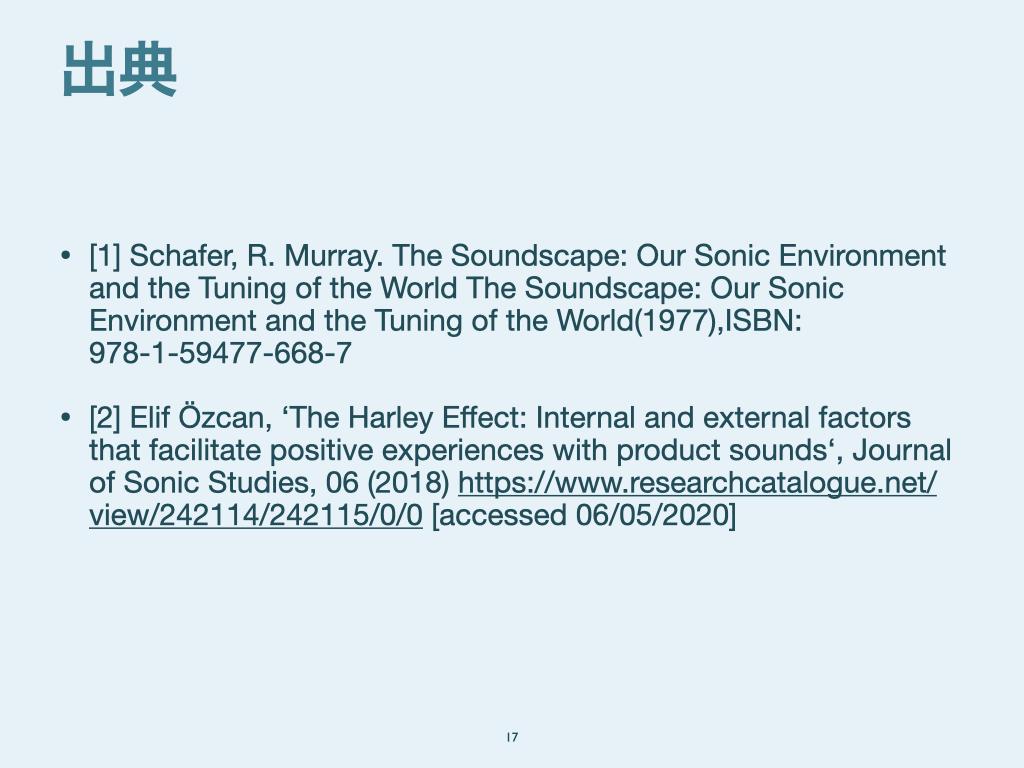 出典
• [1] Schafer, R. Murray. The Soundscape: Our Sonic Environment
and the Tuning of the World The Soundscape: Our Sonic
Environment and the Tuning of the World(1977),ISBN:
978-1-59477-668-7
• [2] Elif Özcan, ‘The Harley Effect: Internal and external factors
that facilitate positive experiences with product sounds‘, Journal
of Sonic Studies, 06 (2018) https://www.researchcatalogue.net/
view/242114/242115/0/0 [accessed 06/05/2020]
17